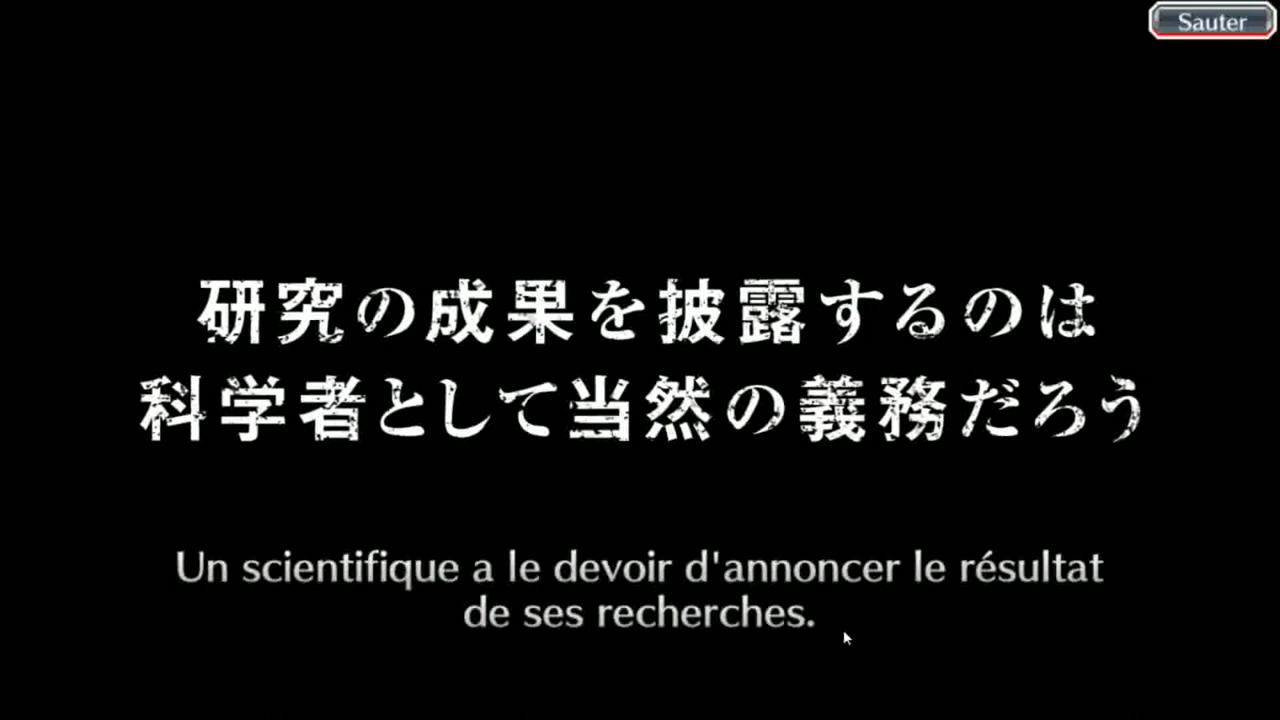 Sauter
研究の成果を披露するのは
科学者として当然の義務だろう
Un scientifique a le devoir d'annoncer le résultat
de ses recherches.